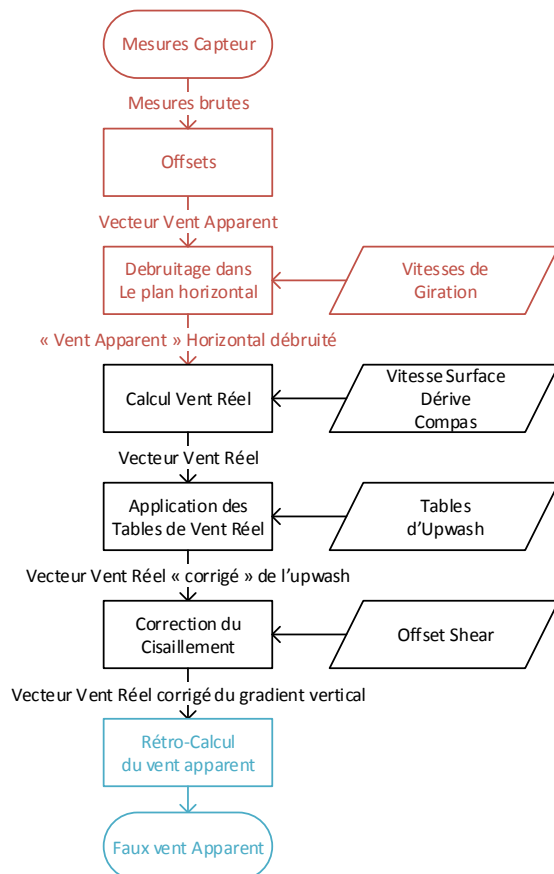 Mesures Capteur
Mesures brutes
Offsets
Vecteur Vent Apparent
Debruitage dans
Le plan horizontal
Vitesses de
Giration
« Vent Apparent » Horizontal débruité
Calcul Vent Réel
Vitesse Surface
Dérive
Compas
Vecteur Vent Réel
Application des
Tables de Vent Réel
Tables
d'Upwash
Vecteur Vent Réel « corrigé » de l'upwash
Correction du
Cisaillement
Offset Shear
Vecteur Vent Réel corrigé du gradient vertical
Rétro-Calcul
du vent apparent
Faux vent Apparent